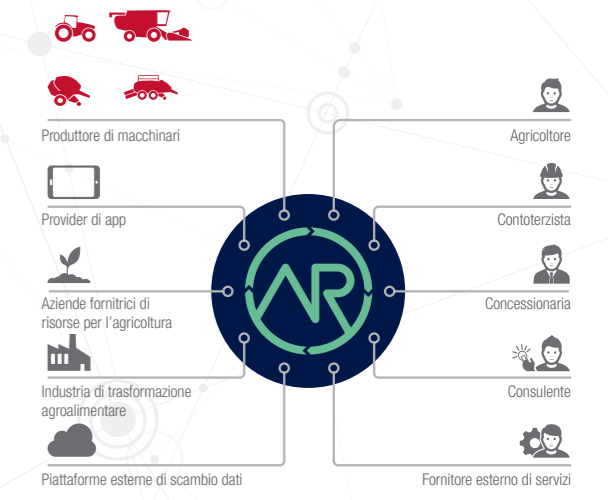 Produttore di macchinari
Agricoltore
Provider di app
Contoterzista
Aziende fornitrici di
risorse per l'agricoltura
Concessionaria
Industria di trasformazione
agroalimentare
Consulente
Piattaforme esterne di scambio dati
Fornitore esterno di servizi
AR